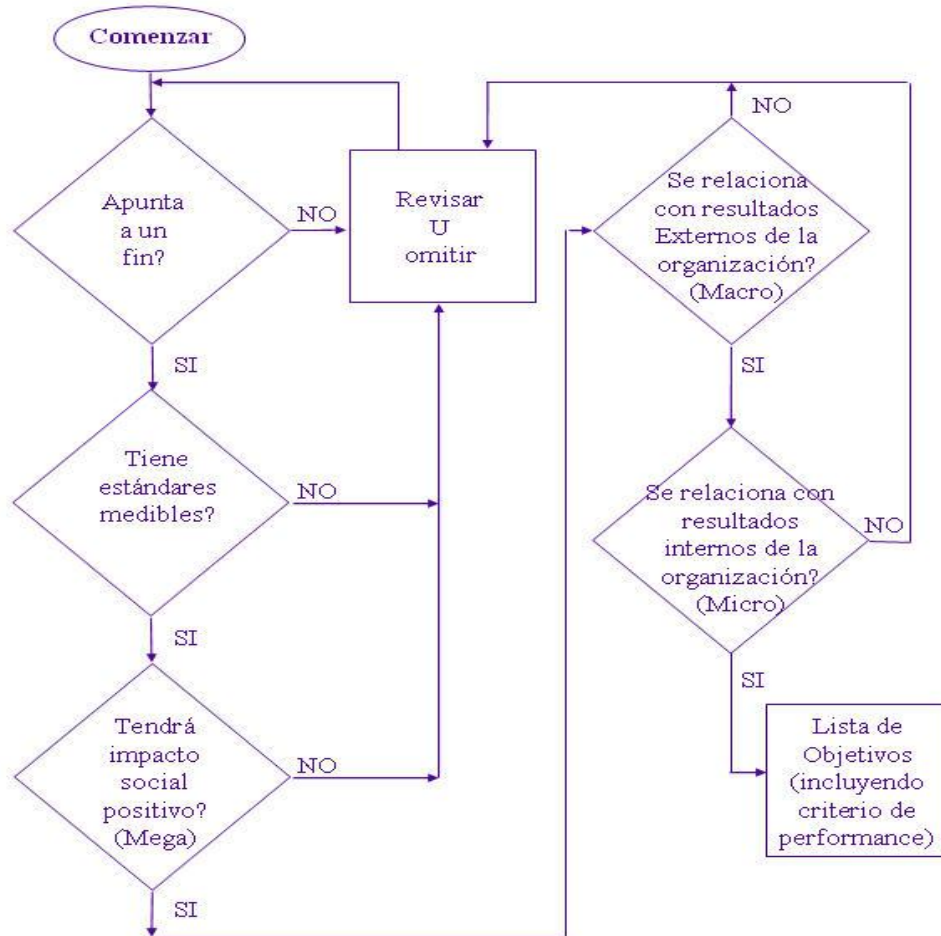 Comenzar
Apunta
a un
fin?
NO
Revisar
U
omitir
SI
Tiene
estándares
medibles?
NO
SI
Tendrá
impacto
social
positivo?
(Mega)
NO
SI
NO
Se relaciona
con resultados
Externos de la
organización?
(Macro)
SI
Se relaciona con
resultados
internos de la
organización?
(Micro)
NO
SI
Lista de
Objetivos
(incluyendo
criterio de
performance)